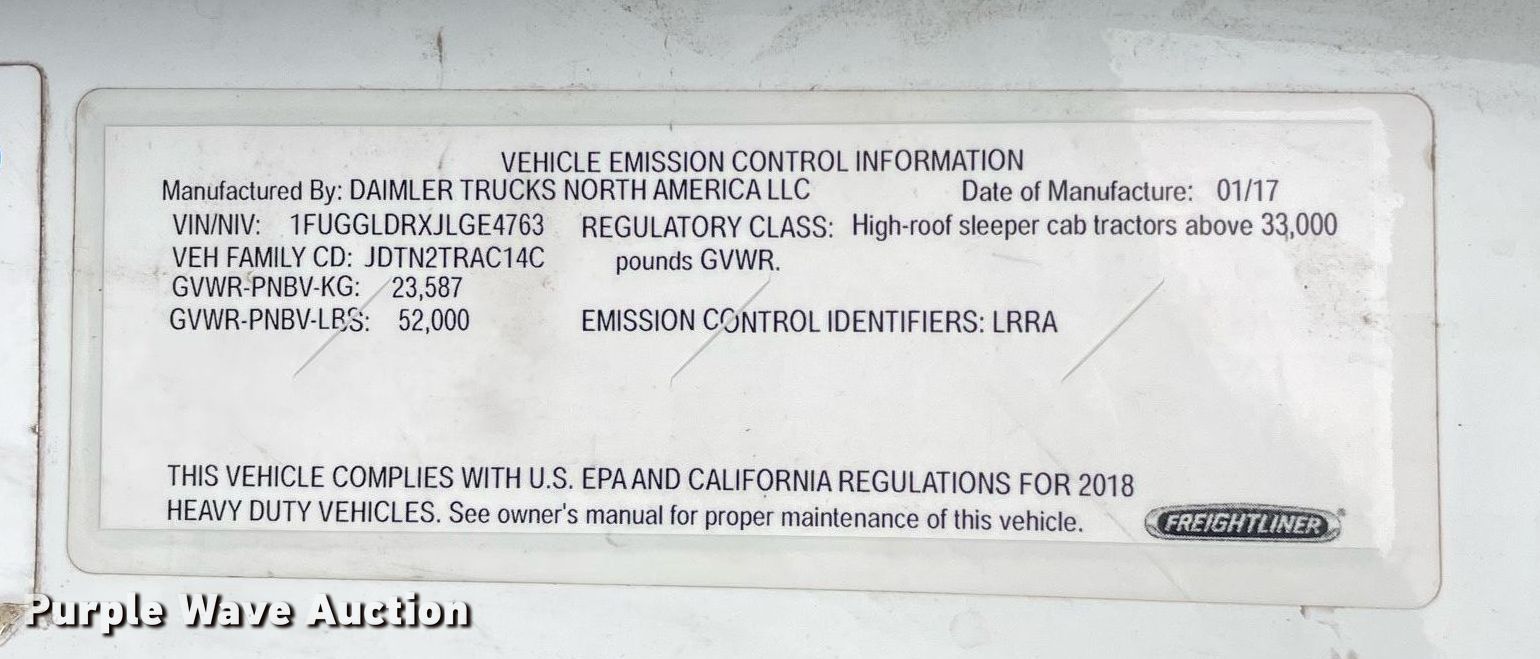 VEHICLE EMISSION CONTROL INFORMATION
Manufactured By: DAIMLER TRUCKS NORTH AMERICA LLC Date of Manufacture: 01/17
VIN/NIV: 1FUGGLDRXJLGE4763 REGULATORY CLASS: High-roof sleeper cab tractors above 33,000
VEH FAMILY CD: JDTN2TRAC14C pounds GVWR.
GVWR-PNBV-KG: 23,587
GVWR-PNBV-LBS: 52,000 EMISSION CONTROL IDENTIFIERS: LRRA
THIS VEHICLE COMPLIES WITH U.S. EPA AND CALIFORNIA REGULATIONS FOR 2018
HEAVY DUTY VEHICLES. See owner's manual for proper maintenance of this vehicle.
FREIGHTLINER®
Purple Wave Auction